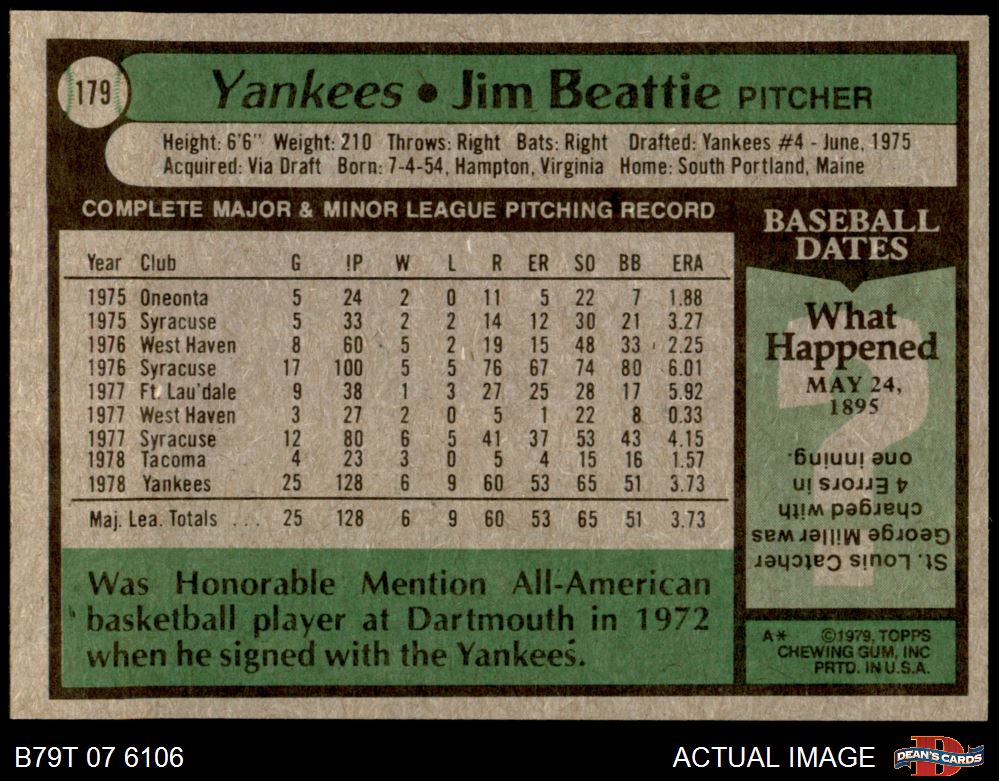 179
Yankees • Jim Beattie PITCHER
Height: 6'6" Weight: 210 Throws: Right Bats: Right Drafted: Yankees #4 - June, 1975
Acquired: Via Draft Born: 7-4-54, Hampton, Virginia Home: South Portland, Maine
COMPLETE MAJOR & MINOR LEAGUE PITCHING RECORD
Year Club G IP W L R ER SO BB ERA
1975 Oneonta 5 24 2 0 11 5 22 7 1.88
1975 Syracuse 5 33 2 2 14 12 30 21 3.27
1976 West Haven 8 60 5 2 19 15 48 33 2.25
1976 Syracuse 17 100 5 5 76 67 74 80 6.01
1977 Ft. Lau'dale 9 38 1 3 27 25 28 17 5.92
1977 West Haven 3 27 2 0 5 1 22 8 0.33
1977 Syracuse 12 80 6 5 41 37 53 43 4.15
1978 Tacoma 4 23 3 0 5 4 15 16 1.57
1978 Yankees 25 128 6 9 60 53 65 51 3.73
Maj. Lea. Totals ... 25 128 6 9 60 53 65 51 3.73
Was Honorable Mention All-American
basketball player at Dartmouth in 1972
when he signed with the Yankees.
BASEBALL
DATES
What
Happened
MAY 24,
1895
?
St. Louis Catcher
George Miller was
charged with
4 Errors in
one inning.
A* ©1979, TOPPS
CHEWING GUM, INC
PRTD. IN U.S.A.
B79T 07 6106
ACTUAL IMAGE
D
DEAN'S CARDS